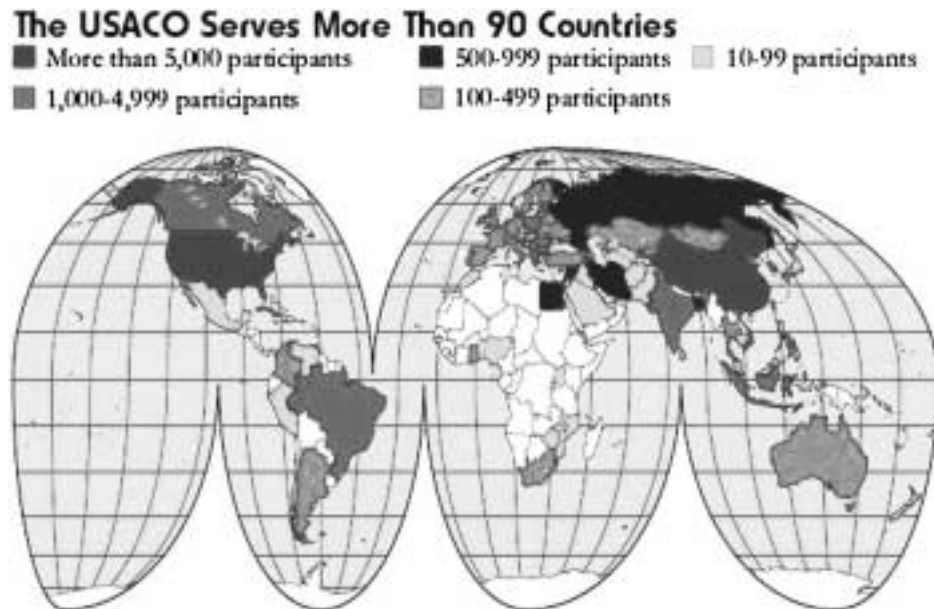 The USACO Serves More Than 90 Countries
More than 5,000 participants 500-999 participants 10-99 participants
1,000-4,999 participants 100-499 participants